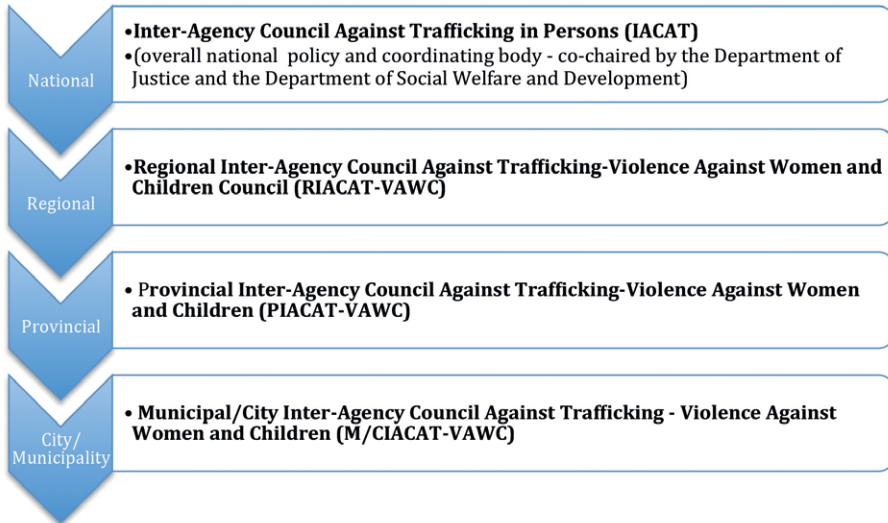 National
•Inter-Agency Council Against Trafficking in Persons (IACAT)
•(overall national policy and coordinating body - co-chaired by the Department of
Justice and the Department of Social Welfare and Development)
Regional
•Regional Inter-Agency Council Against Trafficking-Violence Against Women and
Children Council (RIACAT-VAWC)
Provincial
• Provincial Inter-Agency Council Against Trafficking-Violence Against Women
and Children (PIACAT-VAWC)
City/
Municipality
• Municipal/City Inter-Agency Council Against Trafficking - Violence Against
Women and Children (M/CIACAT-VAWC)